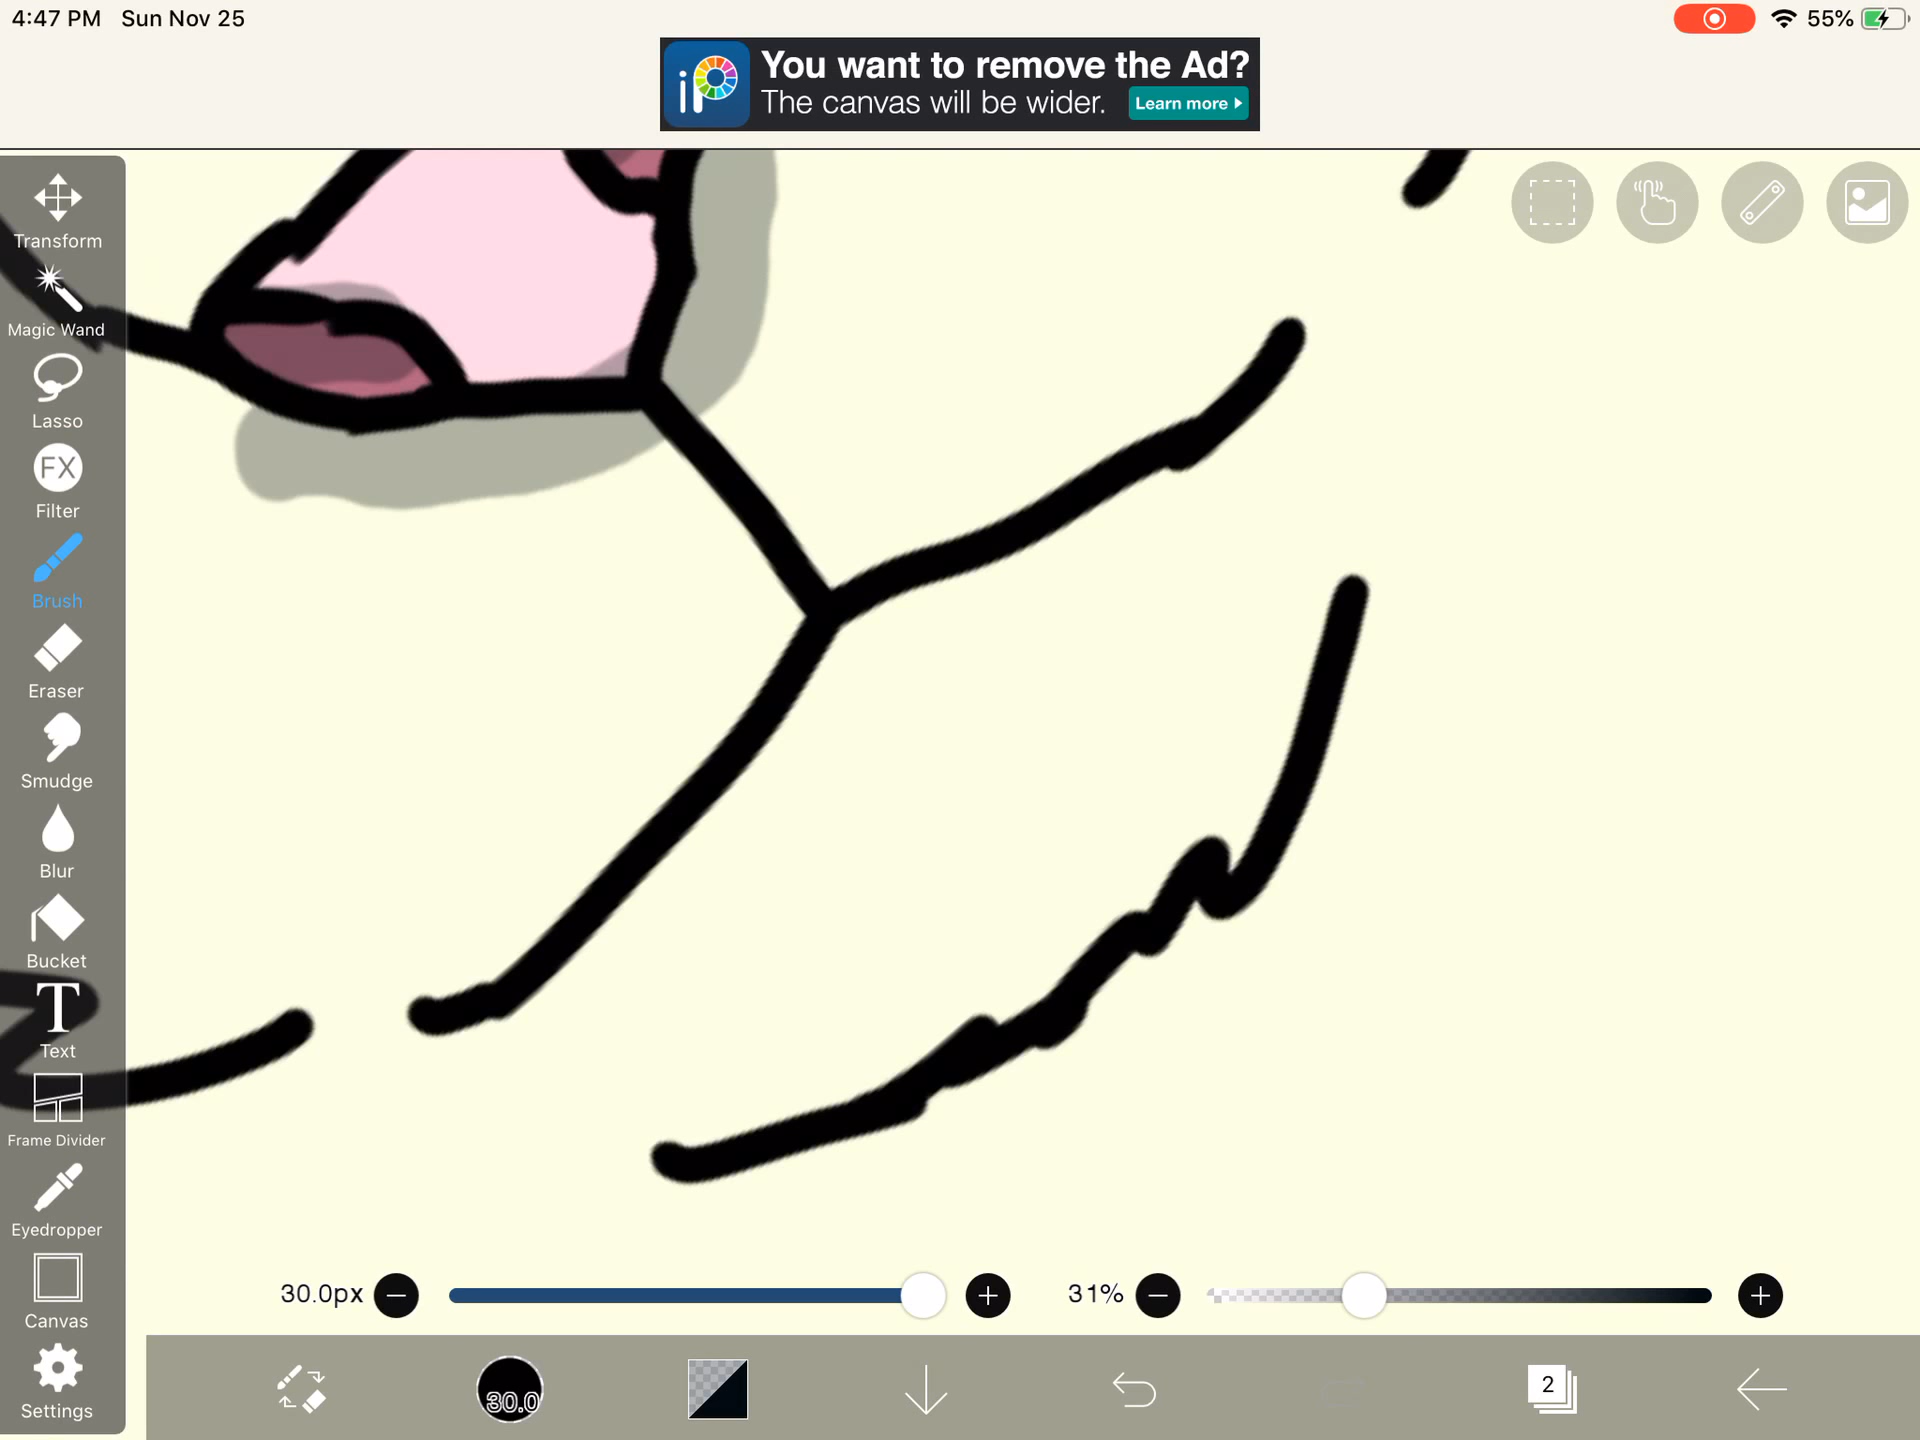 4:47 PM Sun Nov 25
55%
iP
You want to remove the Ad?
The canvas will be wider.
Learn more
Transform
Magic Wand
Lasso
FX
Filter
Brush
Eraser
Smudge
Blur
Bucket
T
Text
Frame Divider
Eyedropper
Canvas
Settings
30.0px
31%
30.0
2